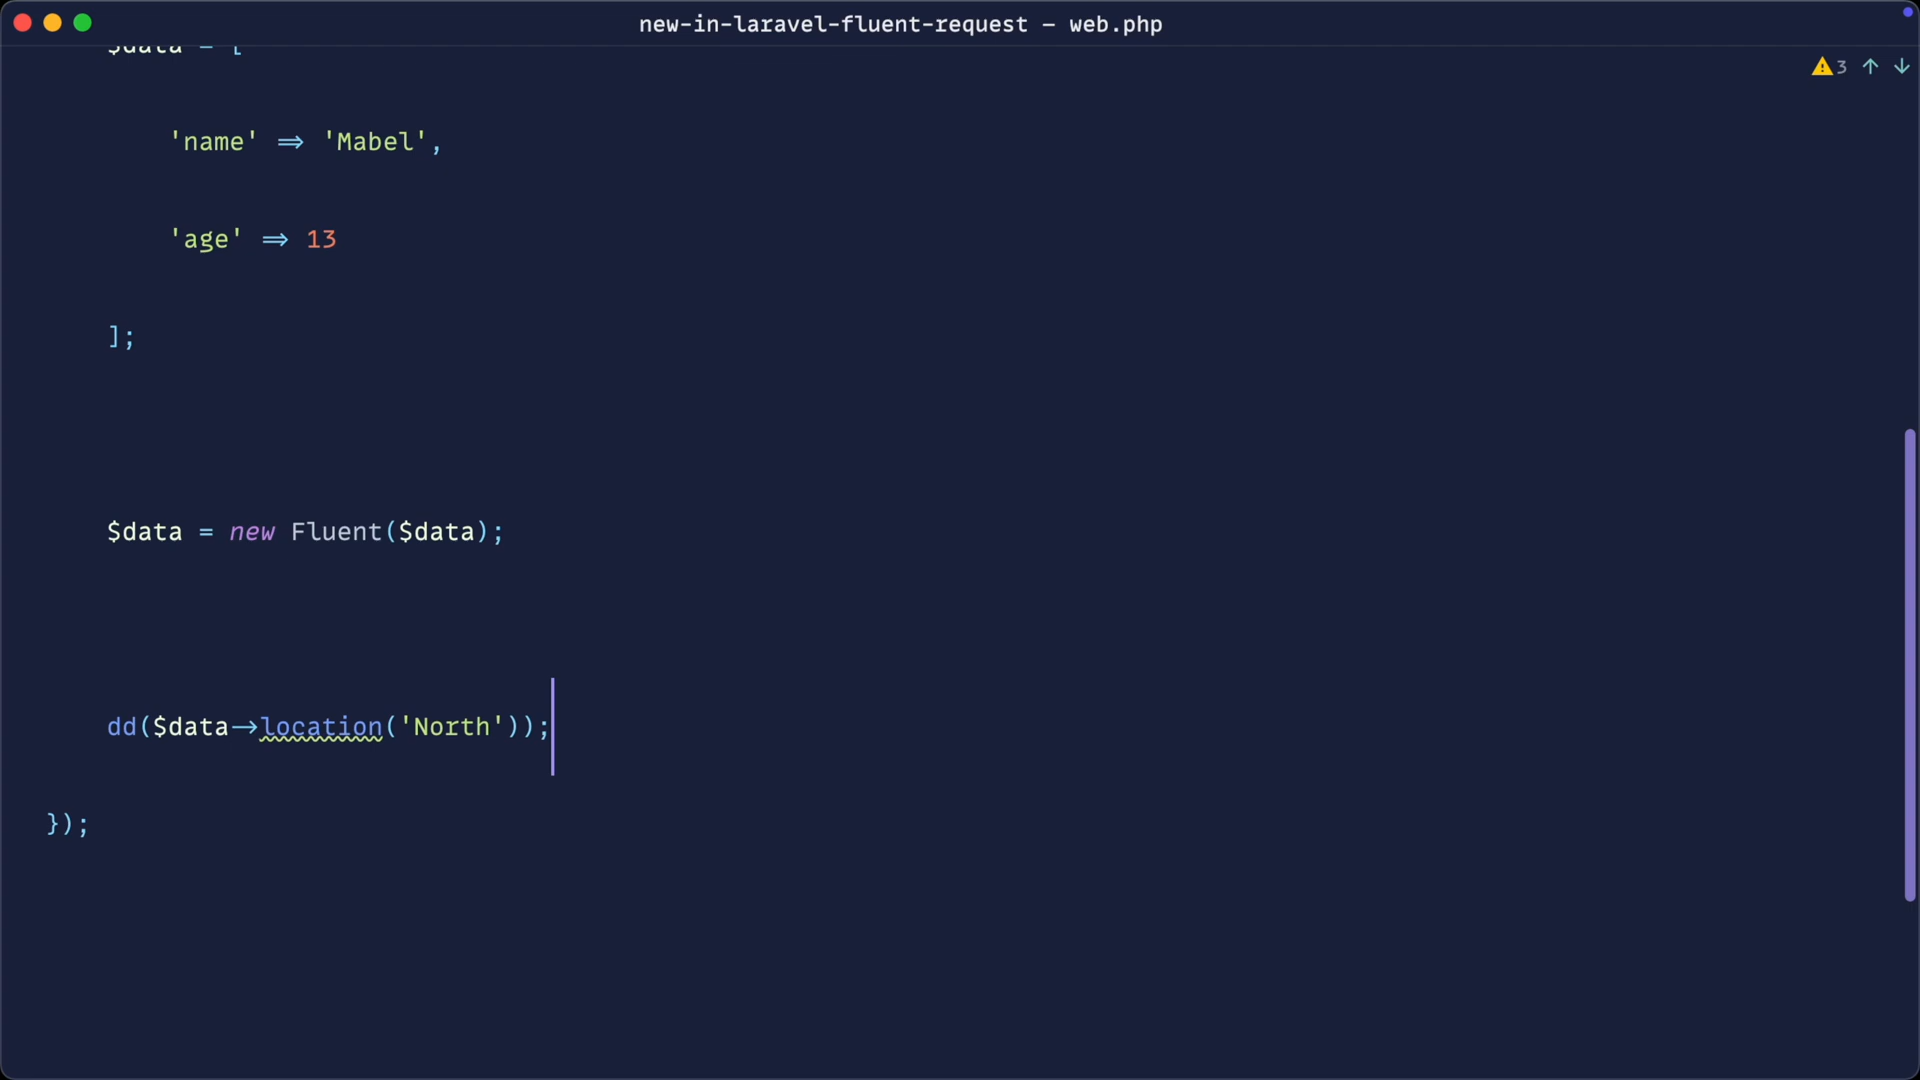 new-in-laravel-fluent-request – web.php
$data = [
3
'name' => 'Mabel',
'age' => 13
];
$data = new Fluent($data);
dd($data->location('North'));
});